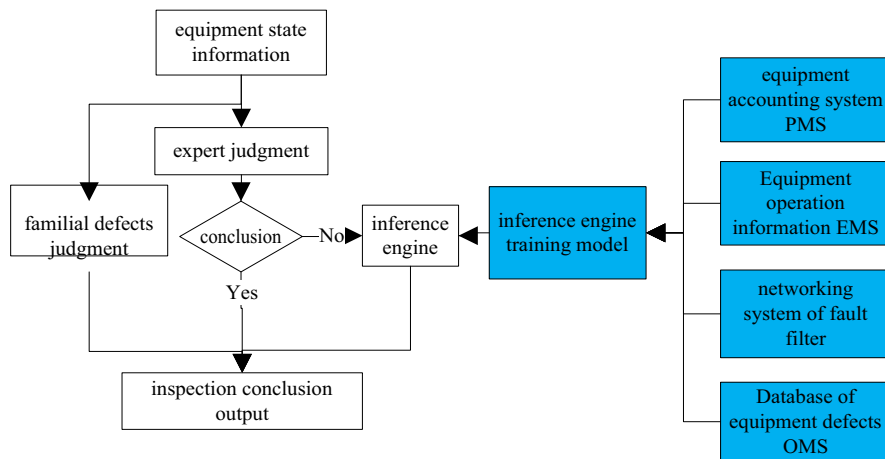 equipment state
information
expert judgment
familial defects
judgment
conclusion
No
Yes
inference
engine
inspection conclusion
output
inference engine
training model
equipment
accounting system
PMS
Equipment
operation
information EMS
networking
system of fault
filter
Database of
equipment defects
OMS